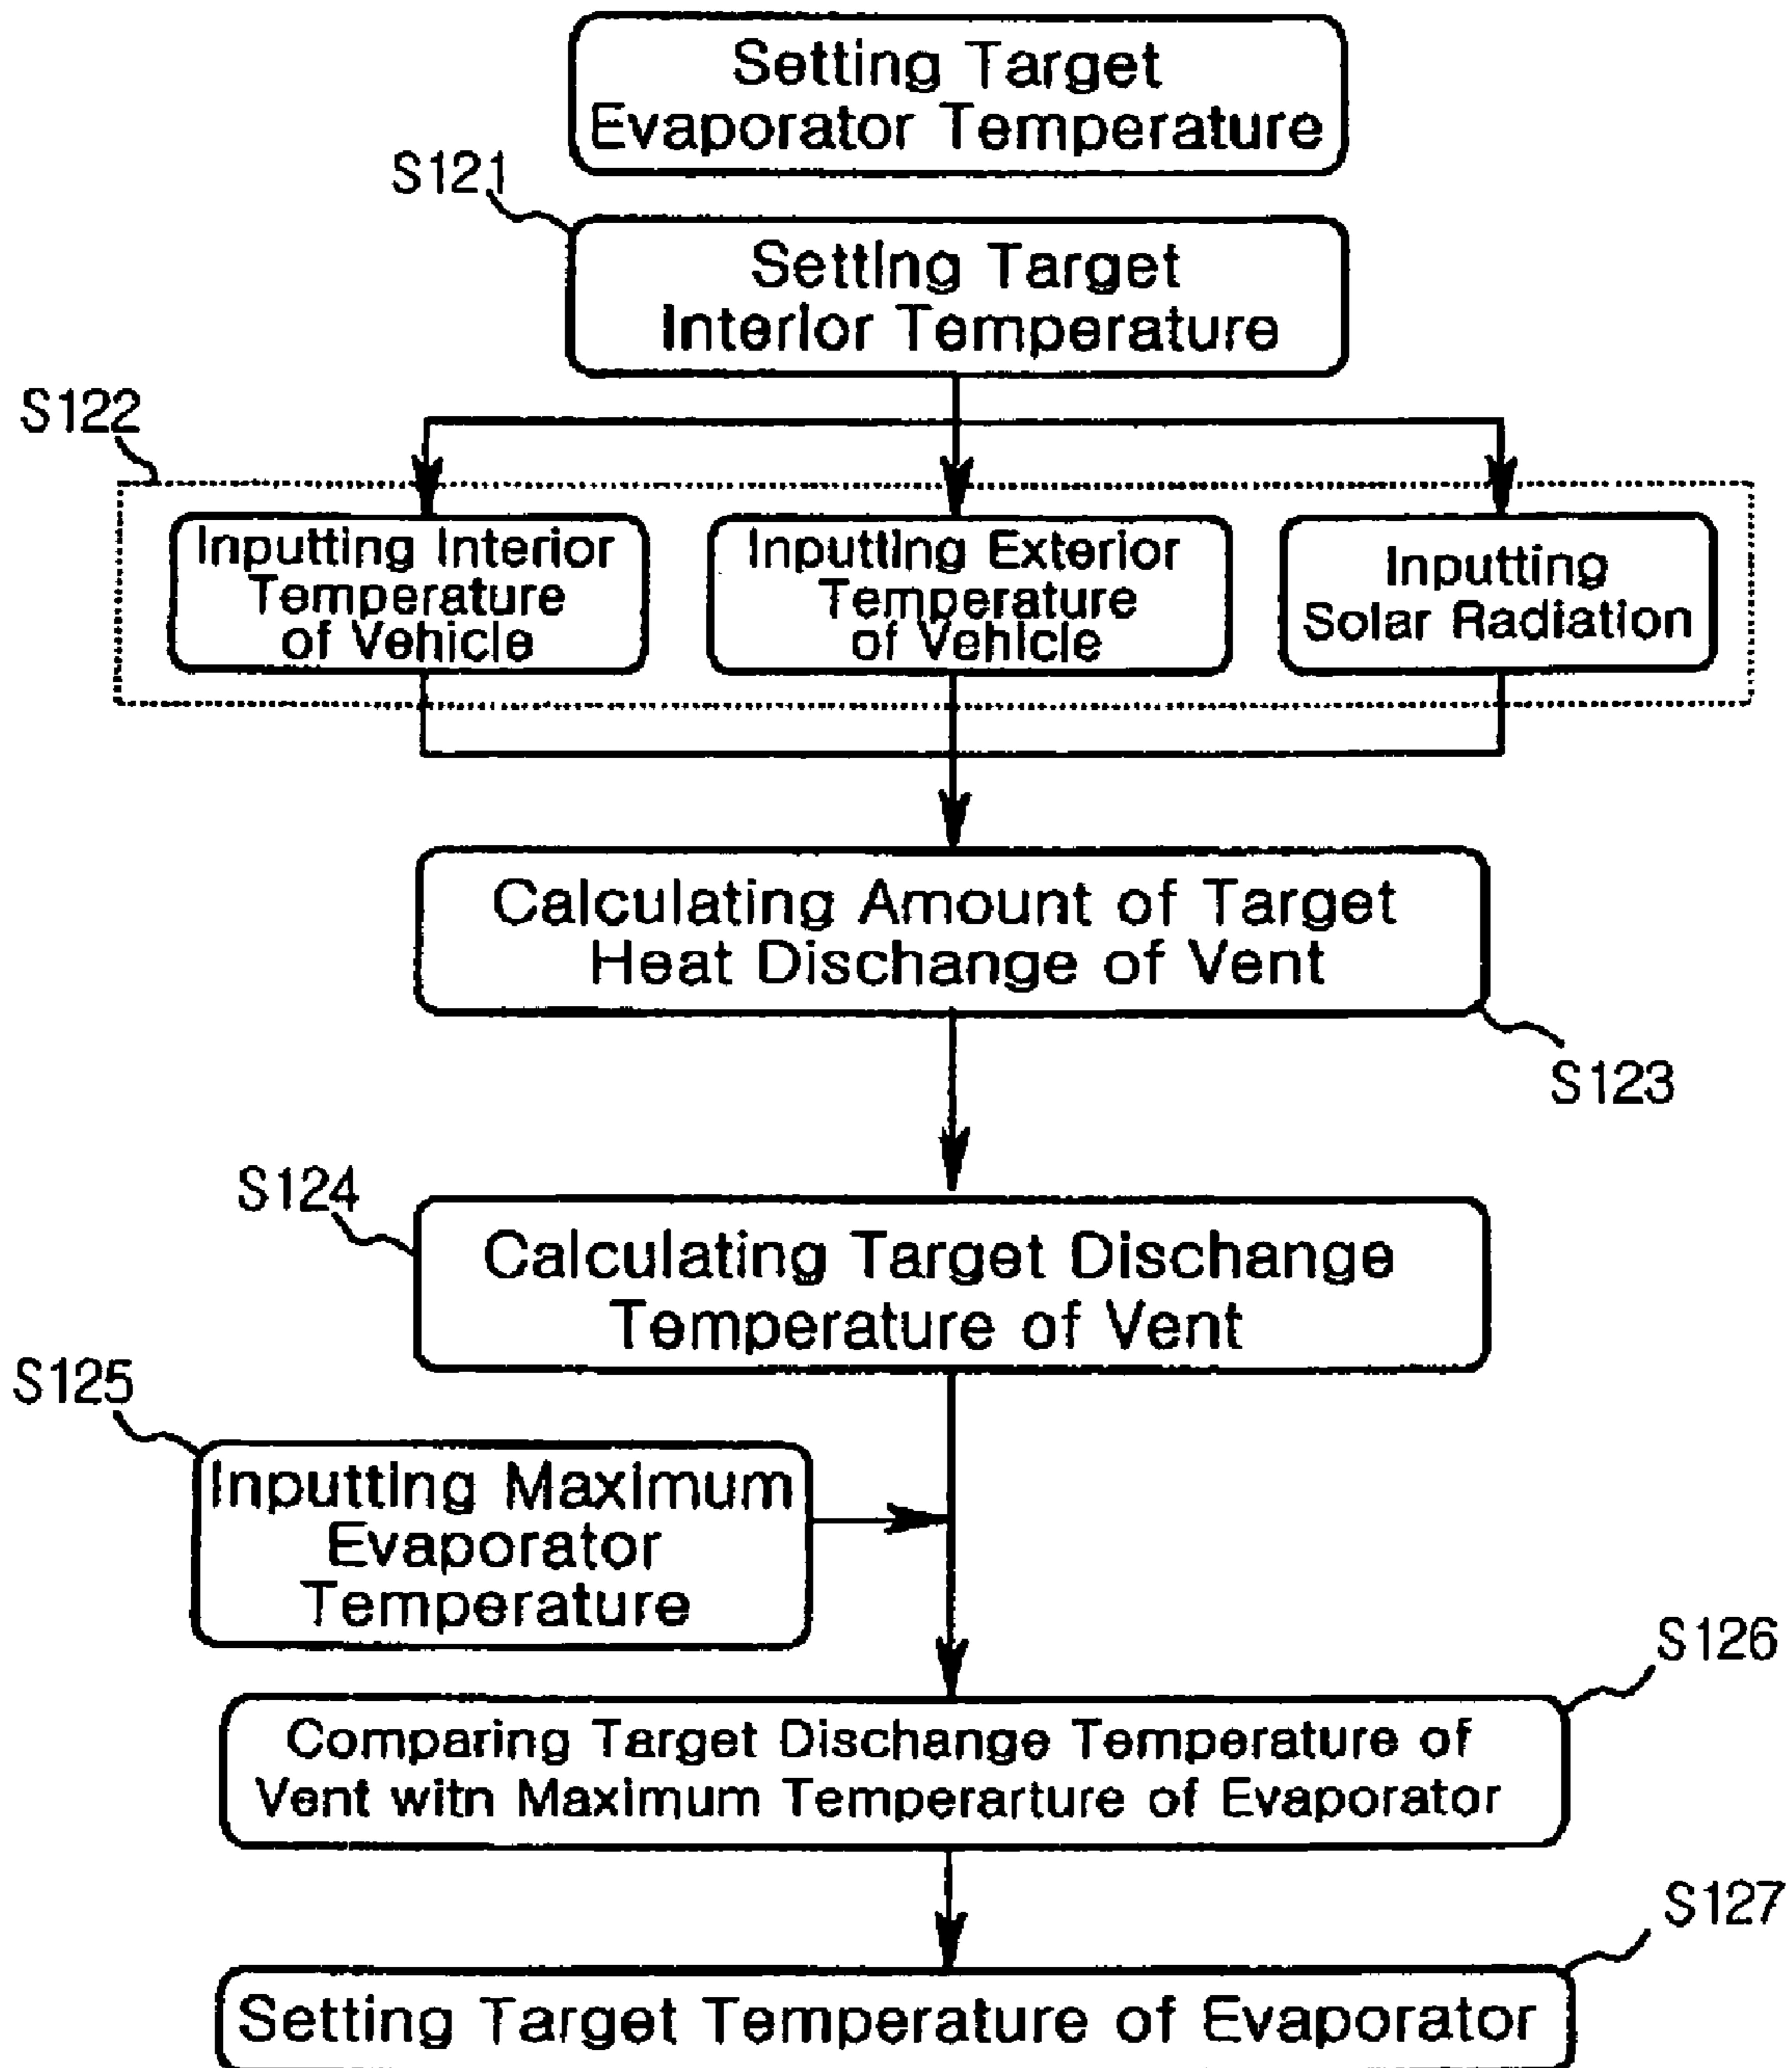 Setting Target
Evaporator Temperature
S121
Setting Target
Interior Temperature
S122
Inputting Interior
Temperature
of Vehicle
Inputting Exterior
Temperature
of Vehicle
Inputting
Solar Radiation
Calculating Amount of Target
Heat Dischange of Vent
S123
S124
Calculating Target Dischange
Temperature of Vent
S125
Inputting Maximum
Evaporator
Temperature
S126
Comparing Target Dischange Temperature of
Vent witn Maximum Temperarture of Evaporator
S127
Setting Target Temperature of Evaporator